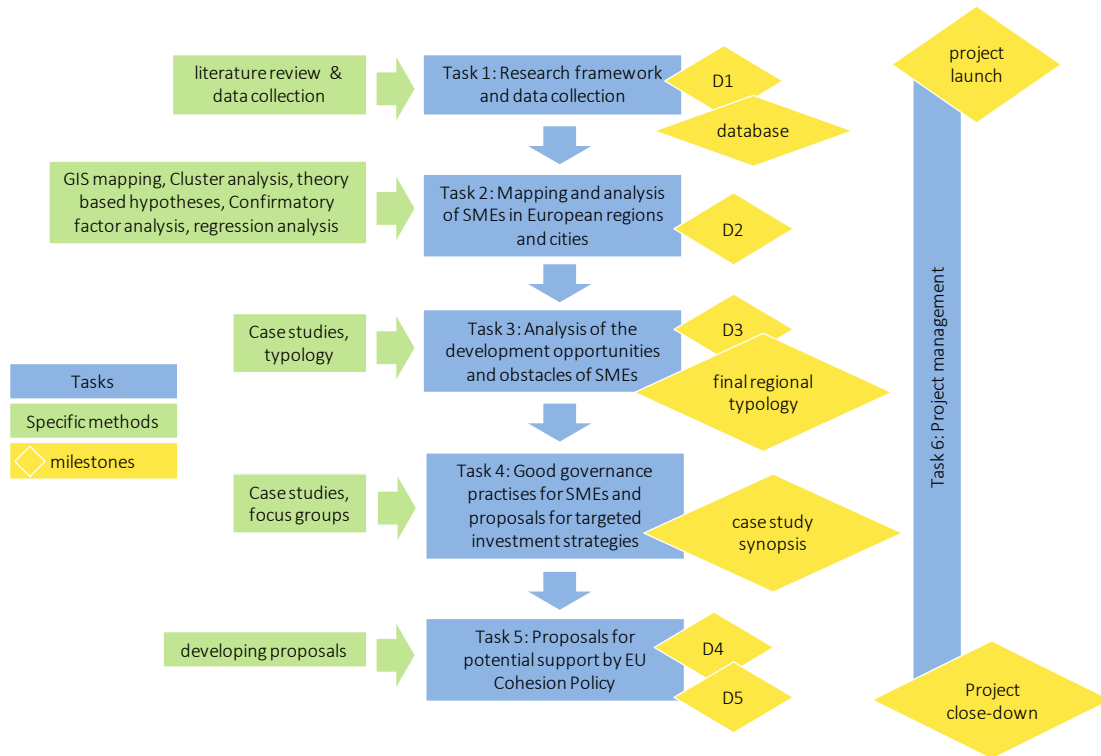 literature review &
data collection
Task 1: Research framework
and data collection
D1
database
project
launch
GIS mapping, Cluster analysis, theory
based hypotheses, Confirmatory
factor analysis, regression analysis
Task 2: Mapping and analysis
of SMEs in European regions
and cities
D2
Case studies,
typology
Task 3: Analysis of the
development opportunities
and obstacles of SMEs
D3
final regional
typology
Tasks
Specific methods
milestones
Case studies,
focus groups
Task 4: Good governance
practises for SMEs and
proposals for targeted
investment strategies
case study
synopsis
Task 6: Project management
developing proposals
Task 5: Proposals for
potential support by EU
Cohesion Policy
D4
D5
Project
close-down